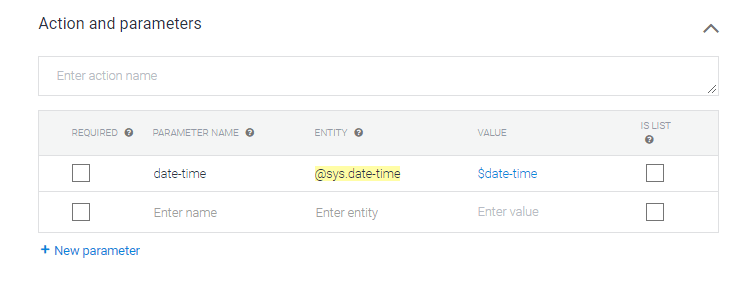 Action and parameters
Enter action name
REQUIRED ? PARAMETER NAME ? ENTITY ? VALUE IS LIST ?
date-time @sys.date-time $date-time
Enter name Enter entity Enter value
+ New parameter